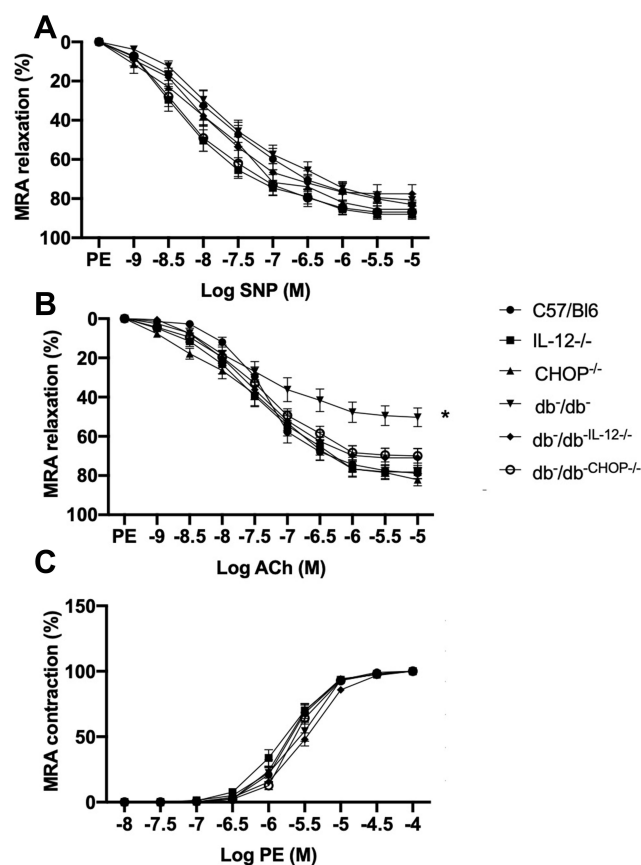 A
MRA relaxation (%)
0
20
40
60
80
100
PE -9 -8.5 -8 -7.5 -7 -6.5 -6 -5.5 -5
Log SNP (M)
B
MRA relaxation (%)
0
20
40
60
80
100
*
PE -9 -8.5 -8 -7.5 -7 -6.5 -6 -5.5 -5
Log ACh (M)
C57/Bl6
IL-12-/-
CHOP-/-
db-/db-
db-/db-IL-12-/-
db-/db-CHOP-/-
C
MRA contraction (%)
150
100
50
0
-8 -7.5 -7 -6.5 -6 -5.5 -5 -4.5 -4
Log PE (M)